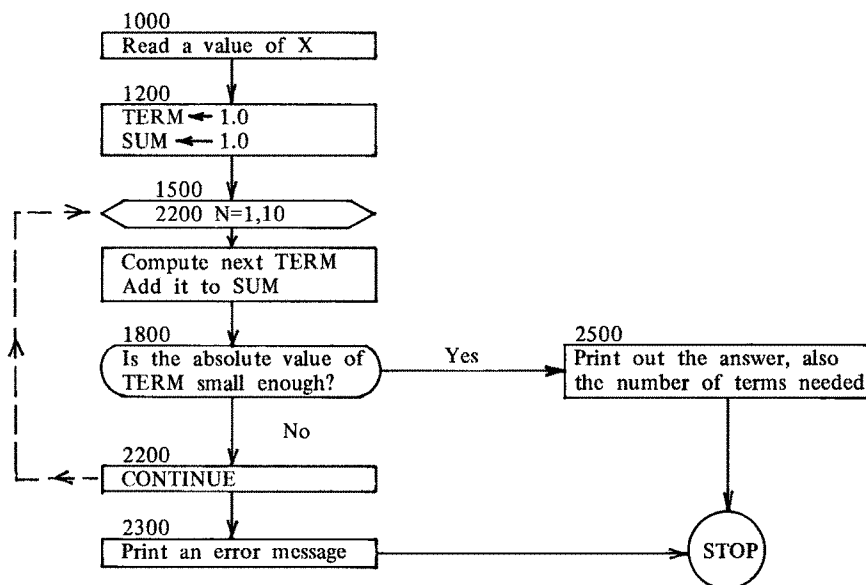 1000
Read a value of X
1200
TERM ← 1.0
SUM ← 1.0
1500
2200 N=1,10
Compute next TERM
Add it to SUM
1800
Is the absolute value of
TERM small enough?
Yes
2500
Print out the answer, also
the number of terms needed
No
2200
CONTINUE
2300
Print an error message
STOP